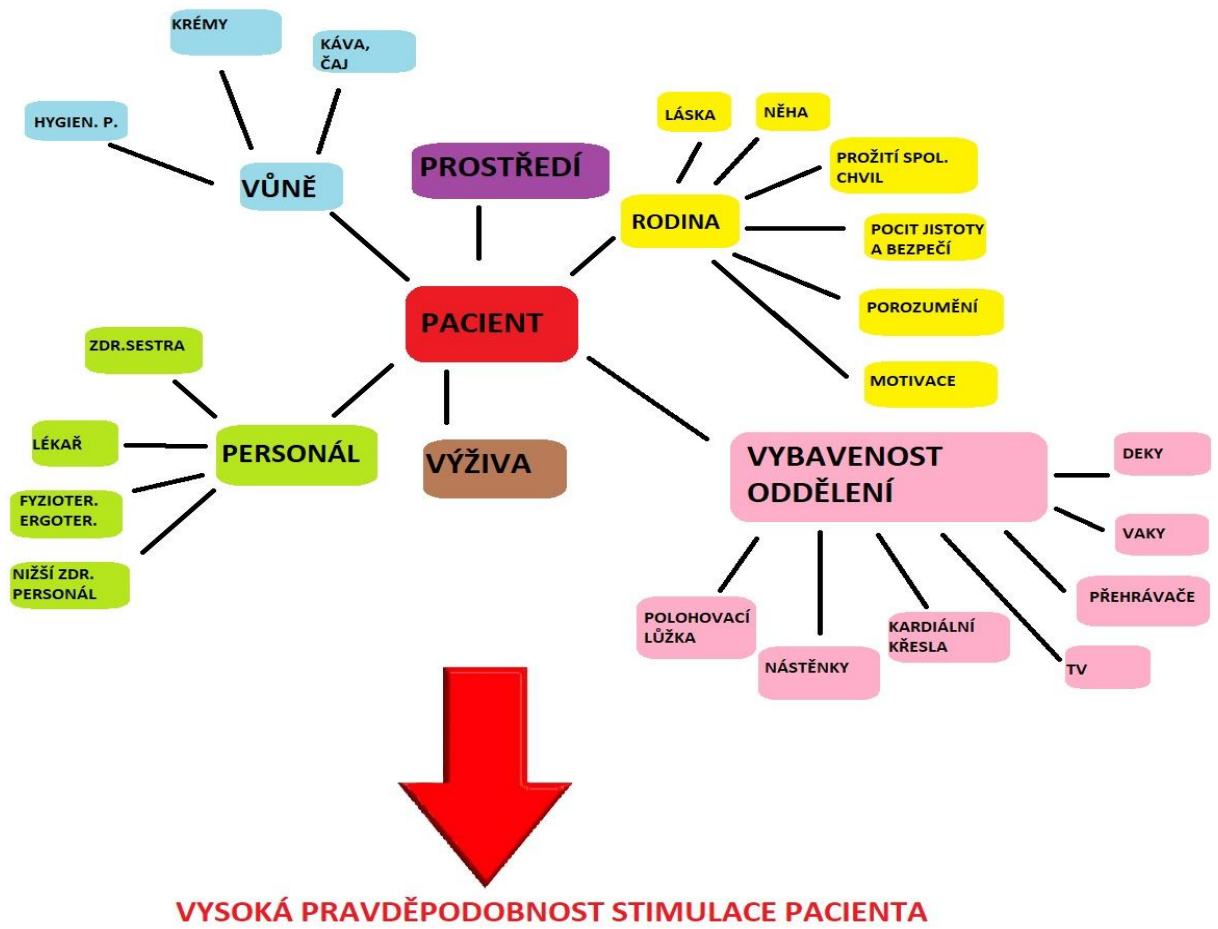 KRÉMY
KÁVA,
ČAJ
HYGIEN. P.
VŮNĚ
PROSTŘEDÍ
LÁSKA
NĚHA
PROŽITÍ SPOL.
CHVIL
RODINA
POCIT JISTOTY
A BEZPEČÍ
POROZUMĚNÍ
MOTIVACE
PACIENT
ZDR.SESTRA
LÉKAŘ
FYZIOTER.
ERGOTER.
NIŽŠÍ ZDR.
PERSONÁL
PERSONÁL
VÝŽIVA
VYBAVENOST
ODDĚLENÍ
DEKY
VAKY
PŘEHRÁVAČE
TV
KARDIÁLNÍ
KŘESLA
NÁSTĚNKY
POLOHOVACÍ
LŮŽKA
VYSOKÁ PRAVDĚPODOBNOST STIMULACE PACIENTA